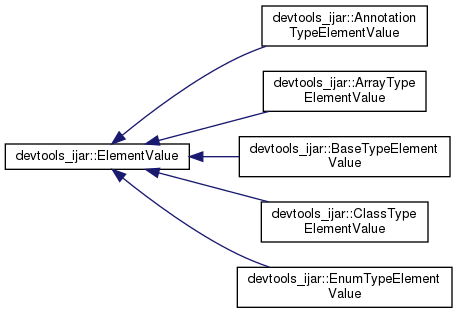 devtools_ijar::Annotation
TypeElementValue
devtools_ijar::ArrayType
ElementValue
devtools_ijar::ElementValue
devtools_ijar::BaseTypeElement
Value
devtools_ijar::ClassType
ElementValue
devtools_ijar::EnumTypeElement
Value